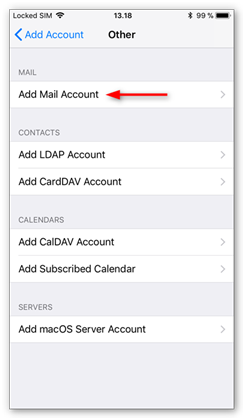 Locked SIM 13.18 99 %
Add Account Other
MAIL
Add Mail Account
CONTACTS
Add LDAP Account
Add CardDAV Account
CALENDARS
Add CalDAV Account
Add Subscribed Calendar
SERVERS
Add macOS Server Account